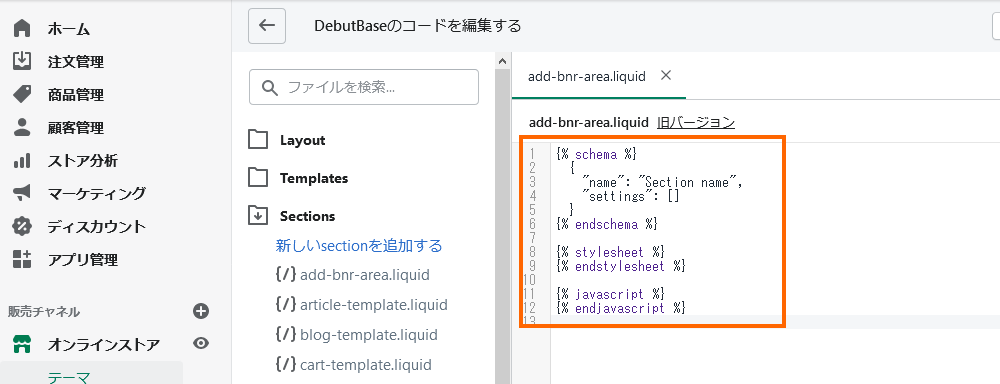 ホーム
注文管理
商品管理
顧客管理
ストア分析
マーケティング
ディスカウント
アプリ管理
販売チャネル
オンラインストア
テーマ
DebutBaseのコードを編集する
ファイルを検索...
Layout
Templates
Sections
新しいsectionを追加する
{/} add-bnr-area.liquid
{/} article-template.liquid
{/} blog-template.liquid
{/} cart-template.liquid
add-bnr-area.liquid ×
add-bnr-area.liquid 旧バージョン
1 {% schema %}
2 {
3 "name": "Section name",
4 "settings": []
5 }
6 {% endschema %}
7
8 {% stylesheet %}
9 {% endstylesheet %}
10
11 {% javascript %}
12 {% endjavascript %}
13